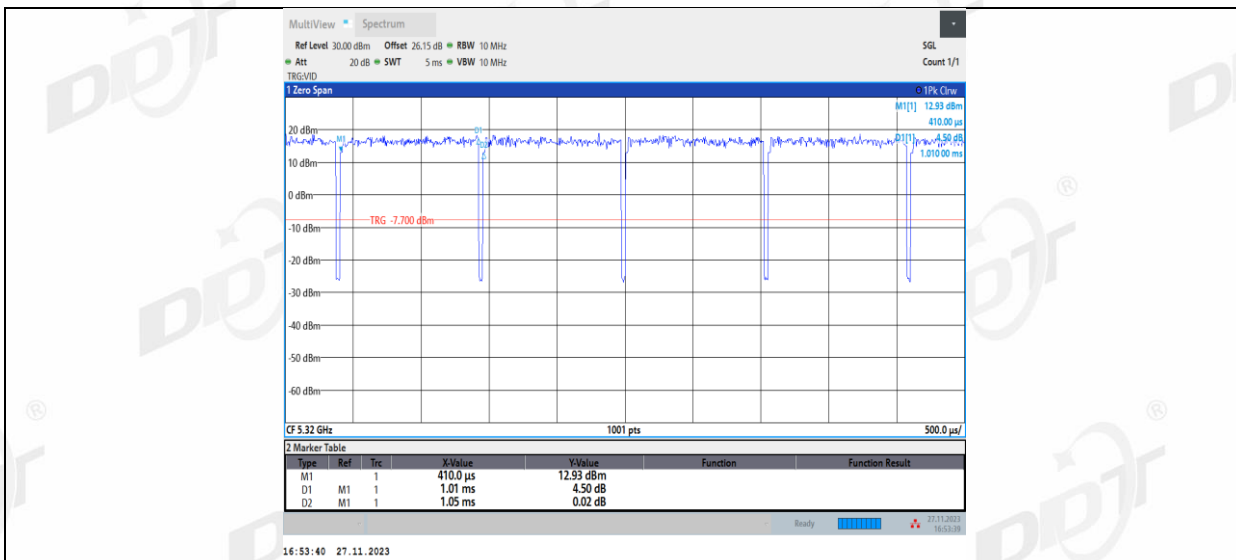 MultiView Spectrum
Ref Level 30.00 dBm Offset 26.15 dB RBW 10 MHz SGL
Att 20 dB SWT 5 ms VBW 10 MHz Count 1/1
TRG:VID
1 Zero Span 1Pk Clrw
M1[1] 12.93 dBm
410.00 µs
D1[1] 4.50 dB
1.010 00 ms
20 dBm
M1
D1
D2
10 dBm
0 dBm
TRG -7.700 dBm
-10 dBm
-20 dBm
-30 dBm
-40 dBm
-50 dBm
-60 dBm
CF 5.32 GHz 1001 pts 500.0 µs/
2 Marker Table
Type Ref Trc X-Value Y-Value Function Function Result
M1 1 410.0 µs 12.93 dBm
D1 M1 1 1.01 ms 4.50 dB
D2 M1 1 1.05 ms 0.02 dB
Ready 27.11.2023
16:53:39
16:53:40 27.11.2023
DDT
®